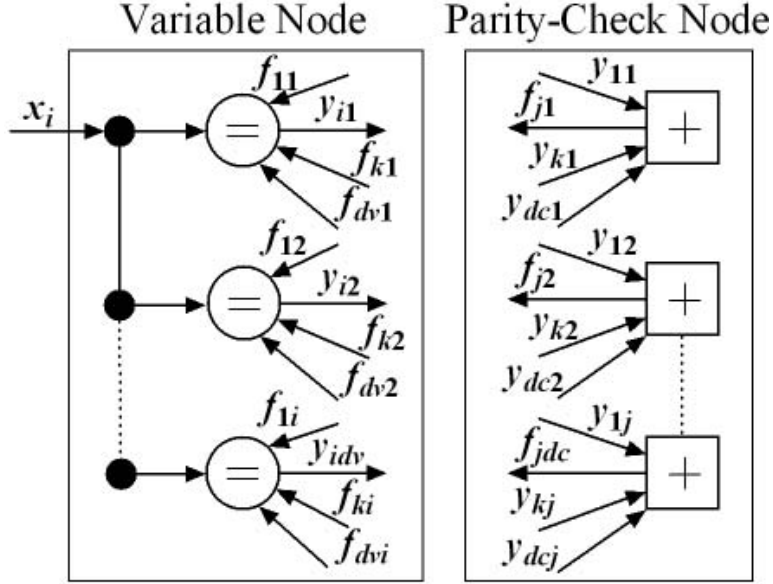 Variable Node
Parity-Check Node
x_i
f_11
y_i1
f_k1
f_dv1
=
f_12
y_i2
f_k2
f_dv2
=
f_1i
y_idv
f_ki
f_dvi
=
y_11
f_j1
y_k1
y_dc1
+
y_12
f_j2
y_k2
y_dc2
+
y_1j
f_jdc
y_kj
y_dcj
+